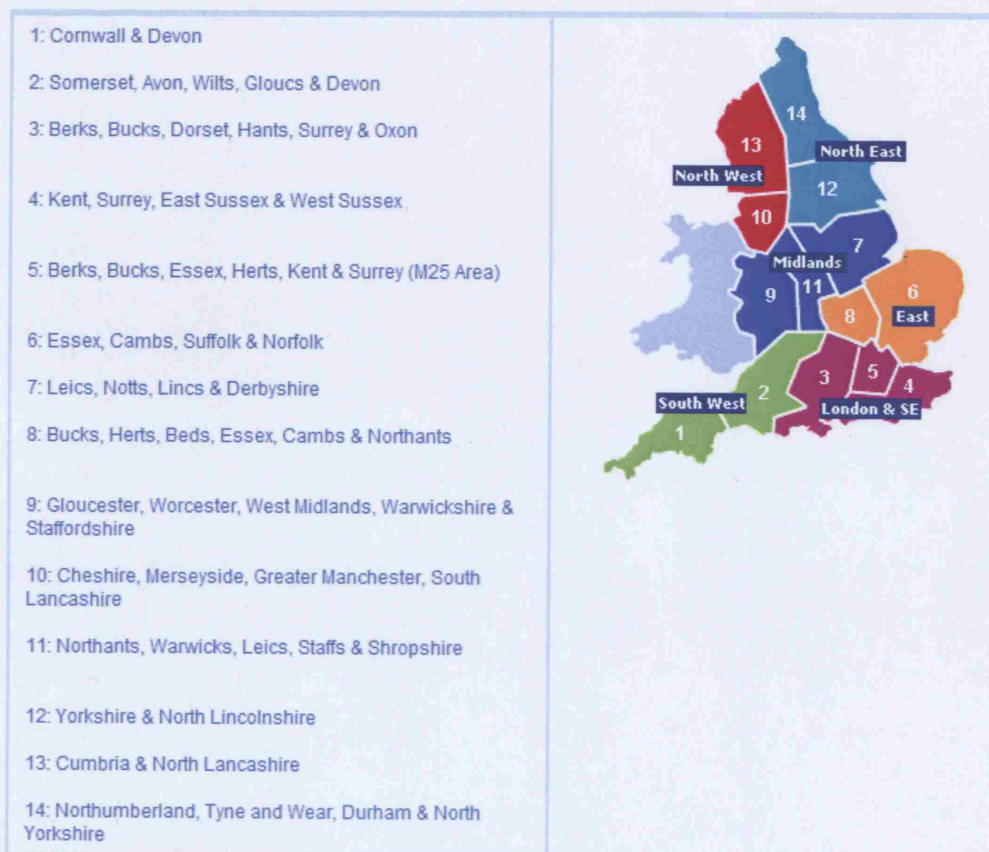 1: Cornwall & Devon
2: Somerset, Avon, Wilts, Gloucs & Devon
3: Berks, Bucks, Dorset, Hants, Surrey & Oxon
4: Kent, Surrey, East Sussex & West Sussex
5: Berks, Bucks, Essex, Herts, Kent & Surrey (M25 Area)
6: Essex, Cambs, Suffolk & Norfolk
7: Leics, Notts, Lincs & Derbyshire
8: Bucks, Herts, Beds, Essex, Cambs & Northants
9: Gloucester, Worcester, West Midlands, Warwickshire &
Staffordshire
10: Cheshire, Merseyside, Greater Manchester, South
Lancashire
11: Northants, Warwicks, Leics, Staffs & Shropshire
12: Yorkshire & North Lincolnshire
13: Cumbria & North Lancashire
14: Northumberland, Tyne and Wear, Durham & North
Yorkshire
14
13
North East
North West
12
10
7
Midlands
9
11
6
8
East
5
3
4
2
South West
London & SE
1